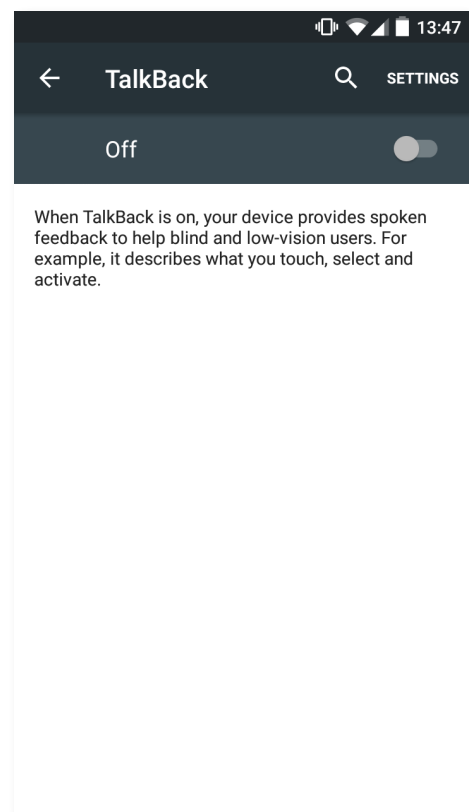 13:47
TalkBack
SETTINGS
Off
When TalkBack is on, your device provides spoken
feedback to help blind and low-vision users. For
example, it describes what you touch, select and
activate.